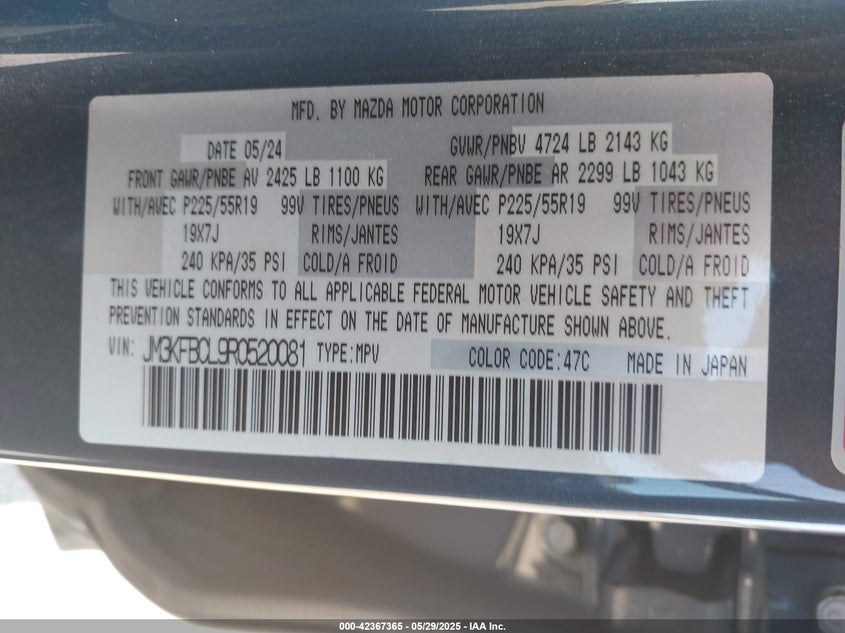 MFD. BY MAZDA MOTOR CORPORATION
DATE 05/24 GVWR/PNBV 4724 LB 2143 KG
FRONT GAWR/PNBE AV 2425 LB 1100 KG REAR GAWR/PNBE AR 2299 LB 1043 KG
WITH/AVEC P225/55R19 99V TIRES/PNEUS WITH/AVEC P225/55R19 99V TIRES/PNEUS
19X7J RIMS/JANTES 19X7J RIMS/JANTES
240 KPA/35 PSI COLD/A FROID 240 KPA/35 PSI COLD/A FROID
THIS VEHICLE CONFORMS TO ALL APPLICABLE FEDERAL MOTOR VEHICLE SAFETY AND THEFT
PREVENTION STANDARDS IN EFFECT ON THE DATE OF MANUFACTURE SHOWN ABOVE.
VIN: JM3KFBCL9R0520081 TYPE:MPV COLOR CODE:47C MADE IN JAPAN
000-42367365 - 05/29/2025 - IAA Inc.